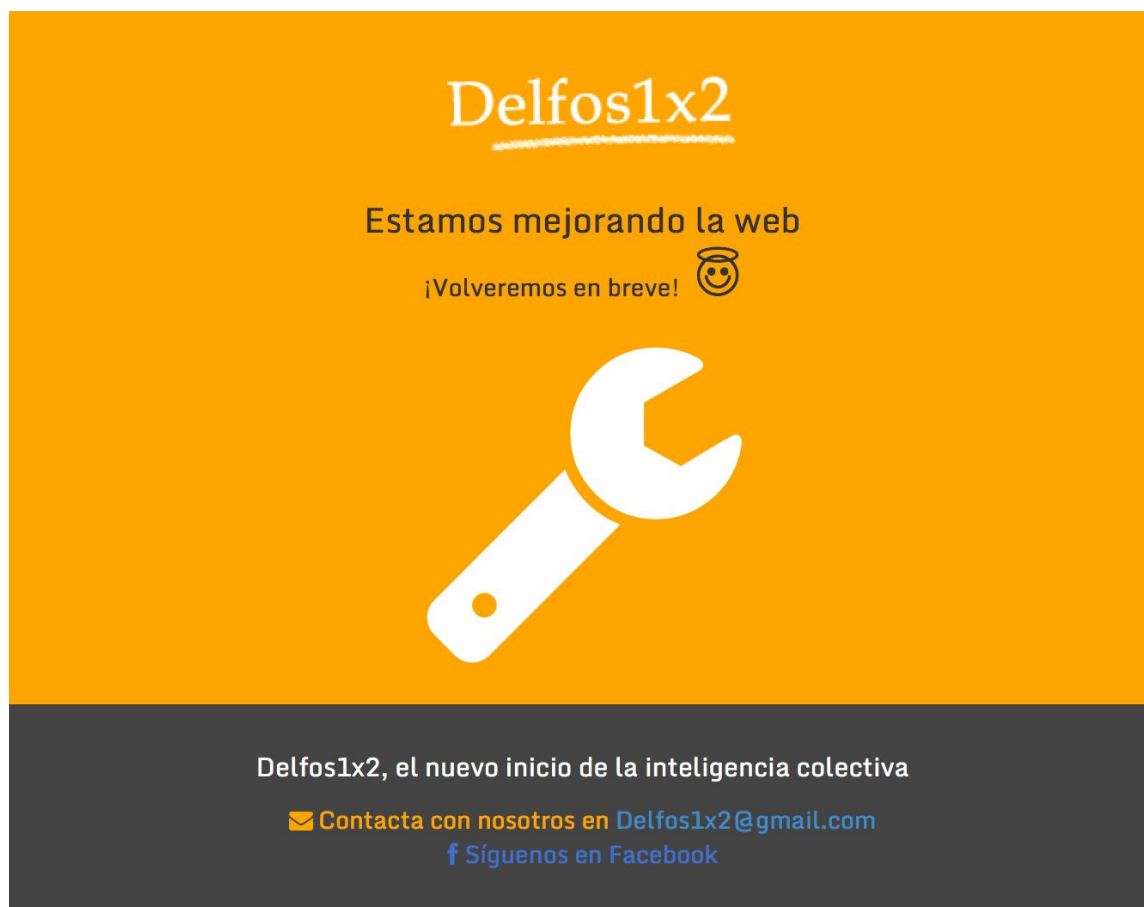 Delfos1x2
Estamos mejorando la web
¡Volveremos en breve!
Delfos1x2, el nuevo inicio de la inteligencia colectiva
Contacta con nosotros en Delfos1x2@gmail.com
Síguenos en Facebook